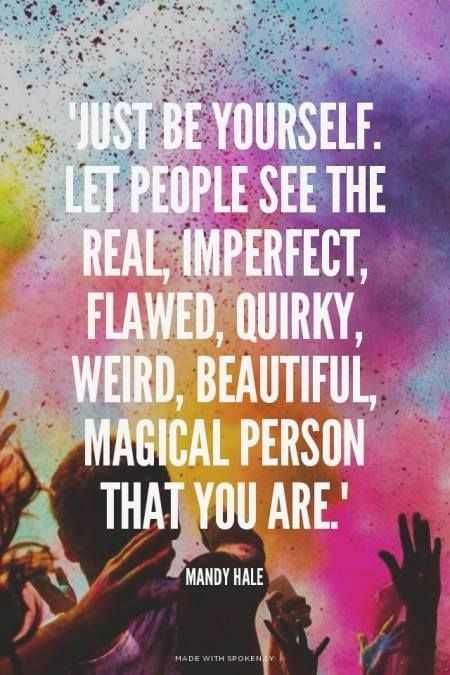 'JUST BE YOURSELF.
LET PEOPLE SEE THE
REAL, IMPERFECT,
FLAWED, QUIRKY,
WEIRD, BEAUTIFUL,
MAGICAL PERSON
THAT YOU ARE.'
MANDY HALE
MADE WITH SPOKEN.LY